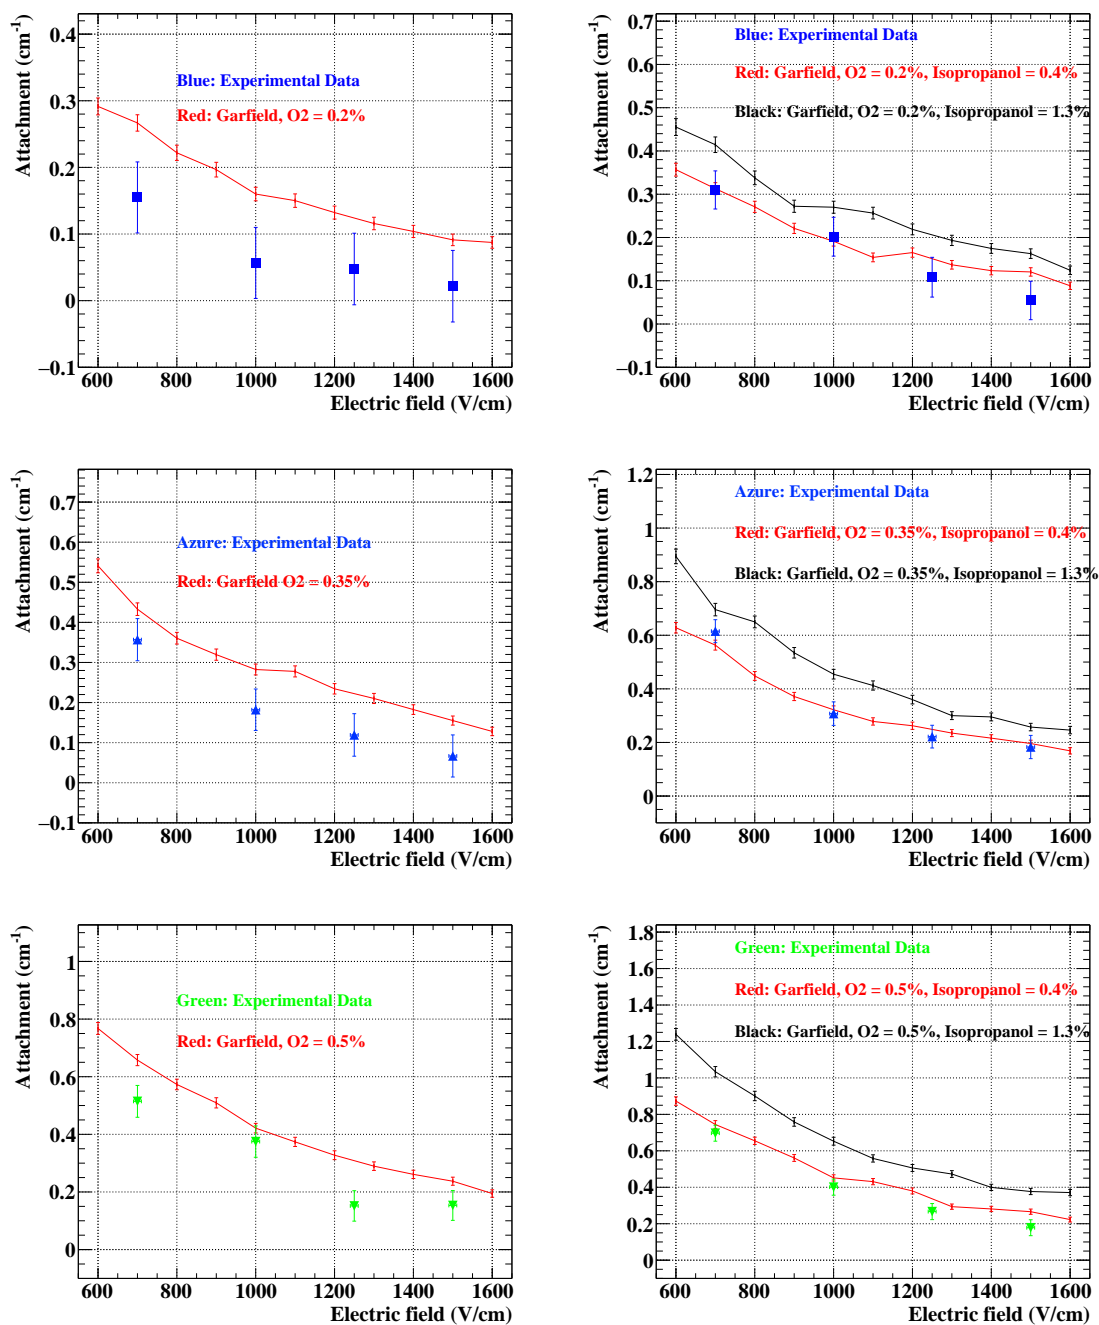 Attachment (cm-1)
0.4
0.3
0.2
0.1
0
−0.1
Blue: Experimental Data
Red: Garfield, O2 = 0.2%
600 800 1000 1200 1400 1600
Electric field (V/cm)
Attachment (cm-1)
0.7
0.6
0.5
0.4
0.3
0.2
0.1
0
−0.1
Blue: Experimental Data
Red: Garfield, O2 = 0.2%, Isopropanol = 0.4%
Black: Garfield, O2 = 0.2%, Isopropanol = 1.3%
600 800 1000 1200 1400 1600
Electric field (V/cm)
Attachment (cm-1)
0.7
0.6
0.5
0.4
0.3
0.2
0.1
0
−0.1
Azure: Experimental Data
Red: Garfield O2 = 0.35%
600 800 1000 1200 1400 1600
Electric field (V/cm)
Attachment (cm-1)
1.2
1
0.8
0.6
0.4
0.2
0
Azure: Experimental Data
Red: Garfield, O2 = 0.35%, Isopropanol = 0.4%
Black: Garfield, O2 = 0.35%, Isopropanol = 1.3%
600 800 1000 1200 1400 1600
Electric field (V/cm)
Attachment (cm-1)
1
0.8
0.6
0.4
0.2
0
Green: Experimental Data
Red: Garfield, O2 = 0.5%
600 800 1000 1200 1400 1600
Electric field (V/cm)
Attachment (cm-1)
1.8
1.6
1.4
1.2
1
0.8
0.6
0.4
0.2
0
Green: Experimental Data
Red: Garfield, O2 = 0.5%, Isopropanol = 0.4%
Black: Garfield, O2 = 0.5%, Isopropanol = 1.3%
600 800 1000 1200 1400 1600
Electric field (V/cm)